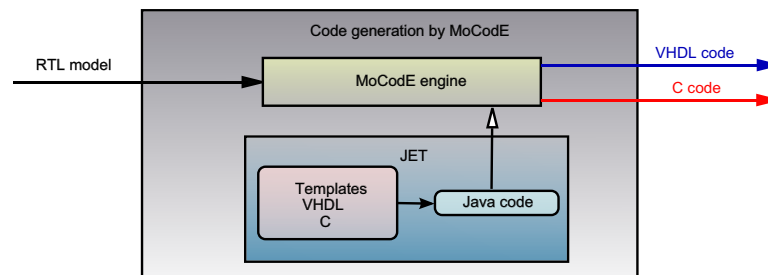 Code generation by MoCodE
RTL model
VHDL code
MoCodE engine
C code
JET
Templates
VHDL
C
Java code